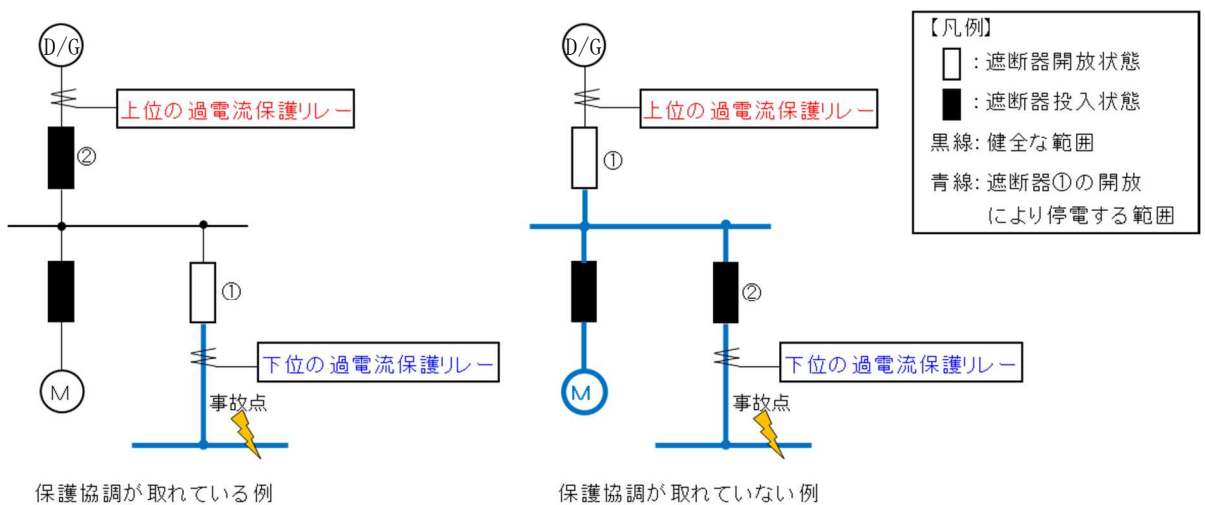 D/G
上位の過電流保護リレー
②
①
下位の過電流保護リレー
M
事故点
保護協調が取れている例
D/G
上位の過電流保護リレー
①
②
下位の過電流保護リレー
M
事故点
保護協調が取れていない例
【凡例】
：遮断器開放状態
：遮断器投入状態
黒線：健全な範囲
青線：遮断器①の開放
により停電する範囲